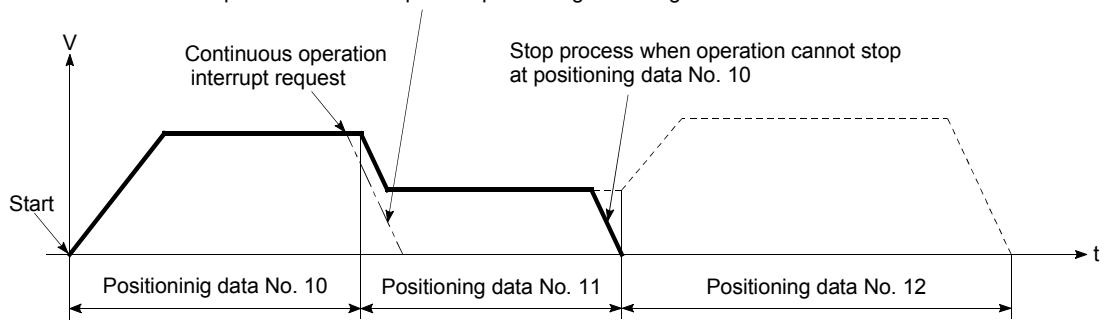 V
Continuous operation
interrupt request
Stop process when operation cannot stop
at positioning data No. 10
Start
t
Positioninig data No. 10
Positioning data No. 11
Positioning data No. 12